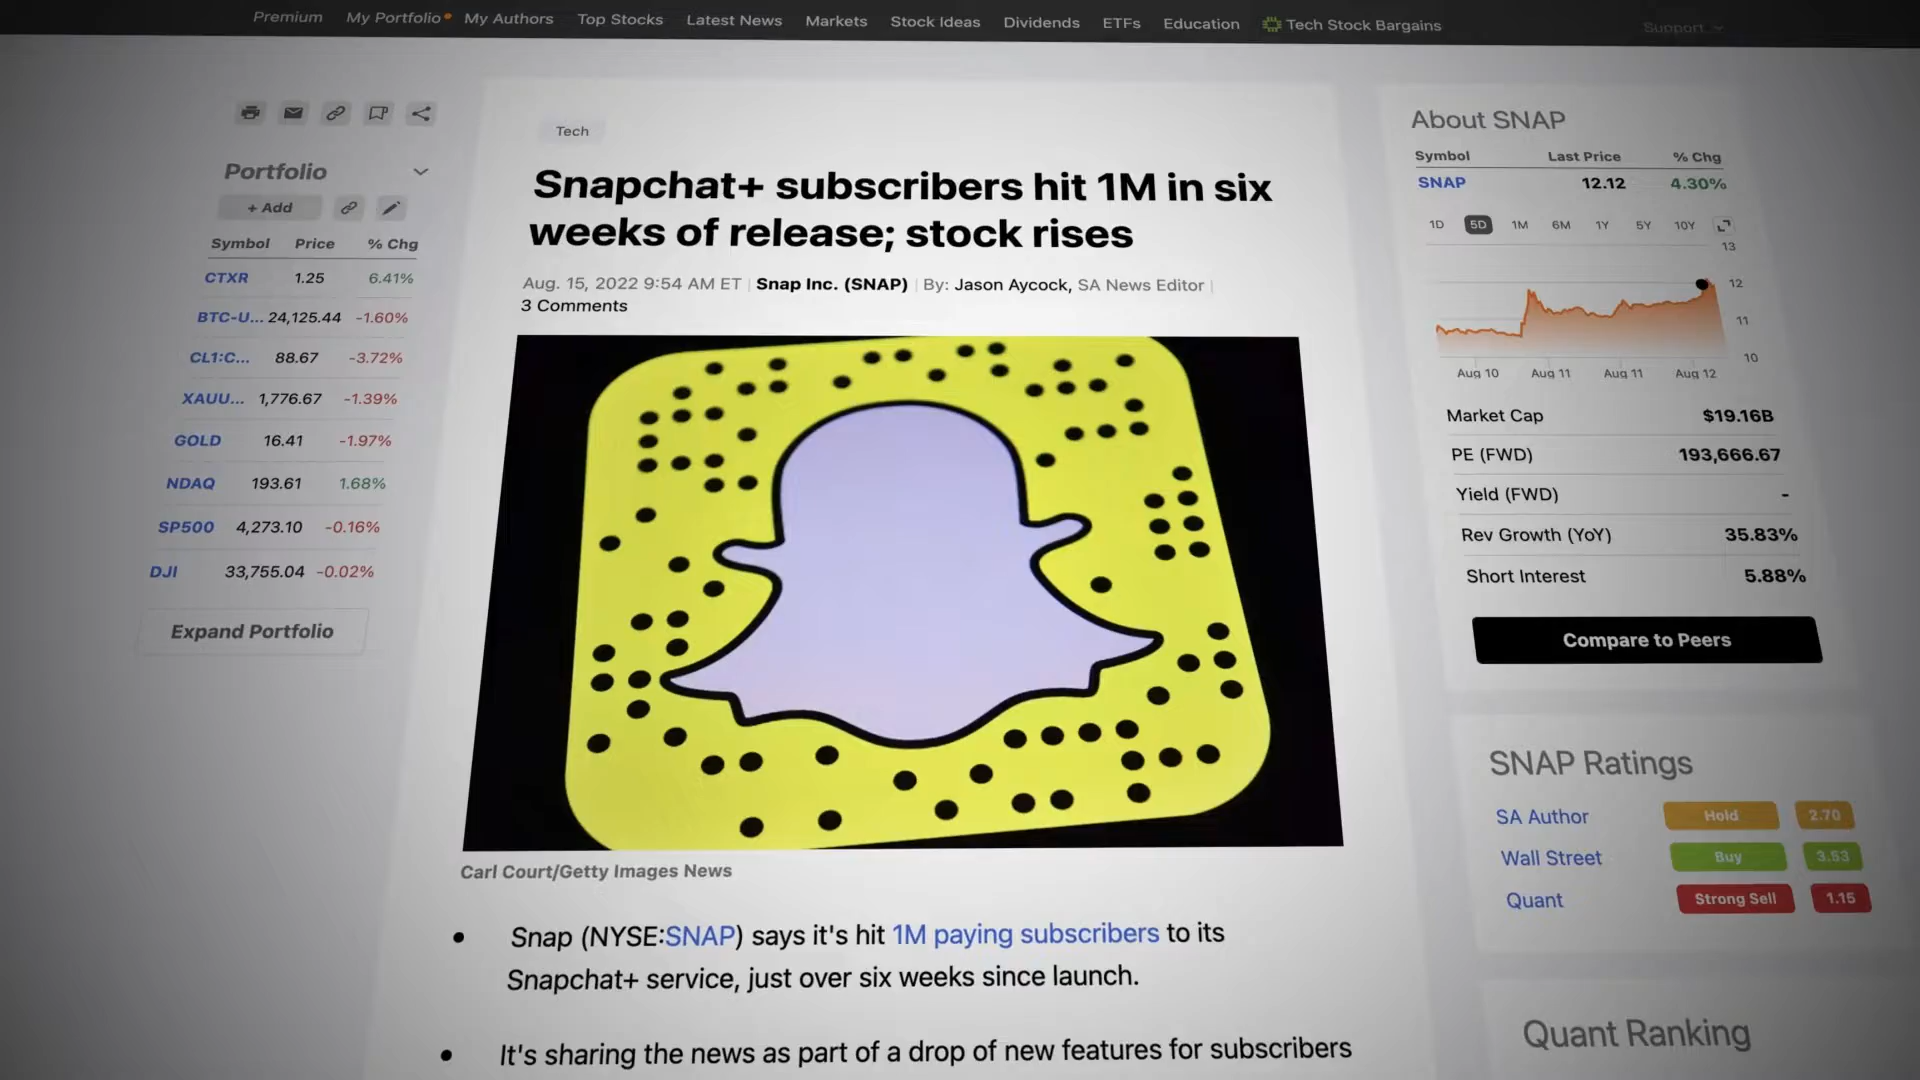 Premium My Portfolio My Authors Top Stocks Latest News Markets Stock Ideas Dividends ETFs Education Tech Stock Bargains Support
Portfolio
+ Add
Symbol Price % Chg
CTXR 1.25 6.41%
BTC-U... 24,125.44 -1.60%
CL1:C... 88.67 -3.72%
XAUU... 1,776.67 -1.39%
GOLD 16.41 -1.97%
NDAQ 193.61 1.68%
SP500 4,273.10 -0.16%
DJI 33,755.04 -0.02%
Expand Portfolio
Tech
Snapchat+ subscribers hit 1M in six
weeks of release; stock rises
Aug. 15, 2022 9:54 AM ET | Snap Inc. (SNAP) | By: Jason Aycock, SA News Editor |
3 Comments
Carl Court/Getty Images News
• Snap (NYSE:SNAP) says it's hit 1M paying subscribers to its
Snapchat+ service, just over six weeks since launch.
• It's sharing the news as part of a drop of new features for subscribers
About SNAP
Symbol Last Price % Chg
SNAP 12.12 4.30%
1D 5D 1M 6M 1Y 5Y 10Y
13
12
11
10
Aug 10 Aug 11 Aug 11 Aug 12
Market Cap $19.16B
PE (FWD) 193,666.67
Yield (FWD) -
Rev Growth (YoY) 35.83%
Short Interest 5.88%
Compare to Peers
SNAP Ratings
SA Author Hold 2.70
Wall Street Buy 3.53
Quant Strong Sell 1.15
Quant Ranking